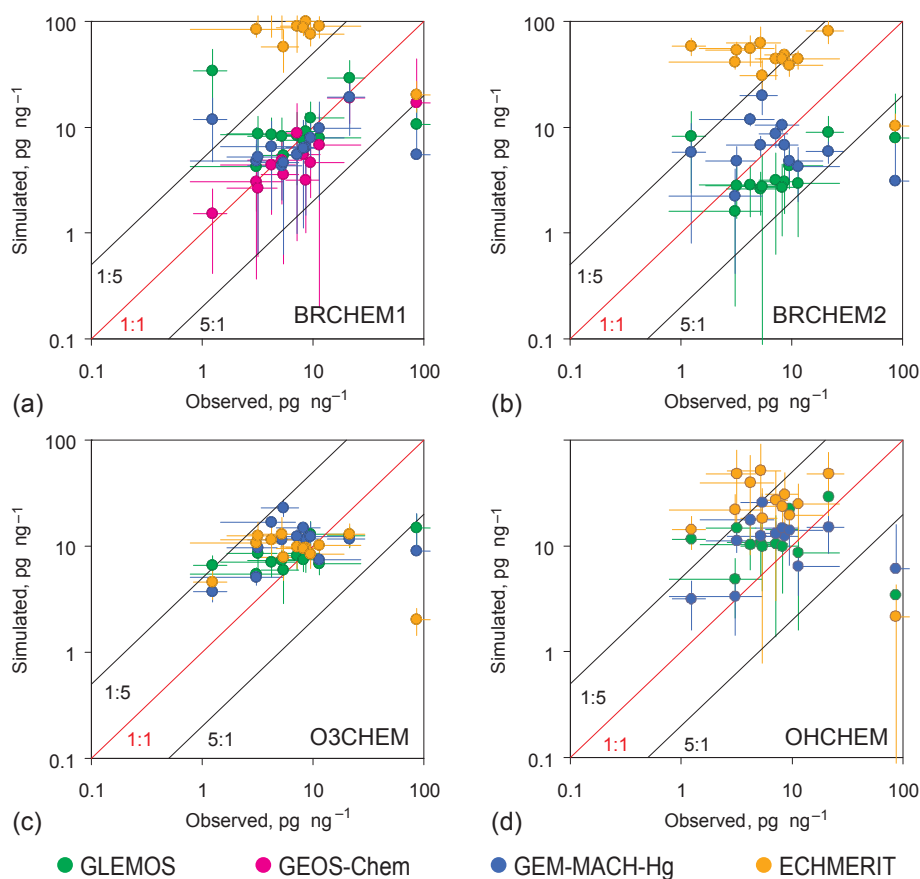 100
10
1
0.1
Simulated, pg ng⁻¹
1:5
1:1
5:1
BRCHEM1
0.1 1 10 100
Observed, pg ng⁻¹
(a)
100
10
1
0.1
Simulated, pg ng⁻¹
1:5
1:1
5:1
BRCHEM2
0.1 1 10 100
Observed, pg ng⁻¹
(b)
100
10
1
0.1
Simulated, pg ng⁻¹
1:5
1:1
5:1
O3CHEM
0.1 1 10 100
Observed, pg ng⁻¹
(c)
100
10
1
0.1
Simulated, pg ng⁻¹
1:5
1:1
5:1
OHCHEM
0.1 1 10 100
Observed, pg ng⁻¹
(d)
GLEMOS GEOS-Chem GEM-MACH-Hg ECHMERIT